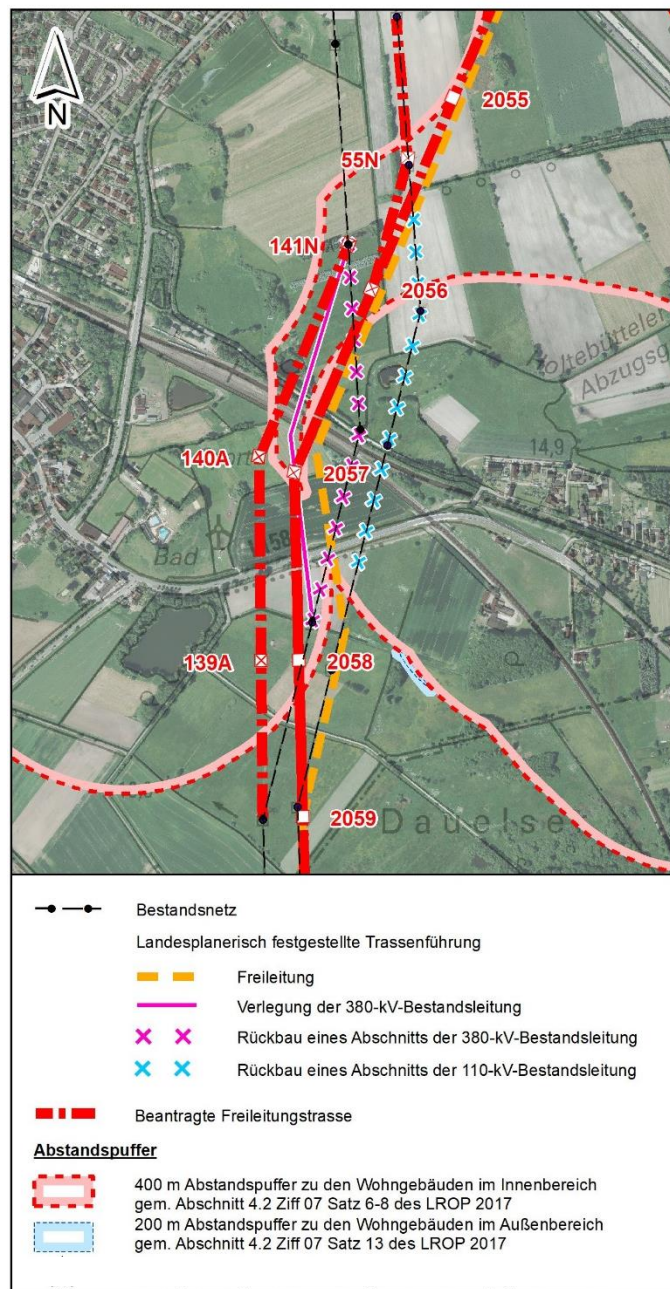 N
2055
55N
141N
2056
Holtebütteler
Abzugsg
14,9
140A
2057
Bad
158
139A
2058
2059
Dauelse
Bestandsnetz
Landesplanerisch festgestellte Trassenführung
Freileitung
Verlegung der 380-kV-Bestandsleitung
Rückbau eines Abschnitts der 380-kV-Bestandsleitung
Rückbau eines Abschnitts der 110-kV-Bestandsleitung
Beantragte Freileitungstrasse
Abstandspuffer
400 m Abstandspuffer zu den Wohngebäuden im Innenbereich
gem. Abschnitt 4.2 Ziff 07 Satz 6-8 des LROP 2017
200 m Abstandspuffer zu den Wohngebäuden im Außenbereich
gem. Abschnitt 4.2 Ziff 07 Satz 13 des LROP 2017